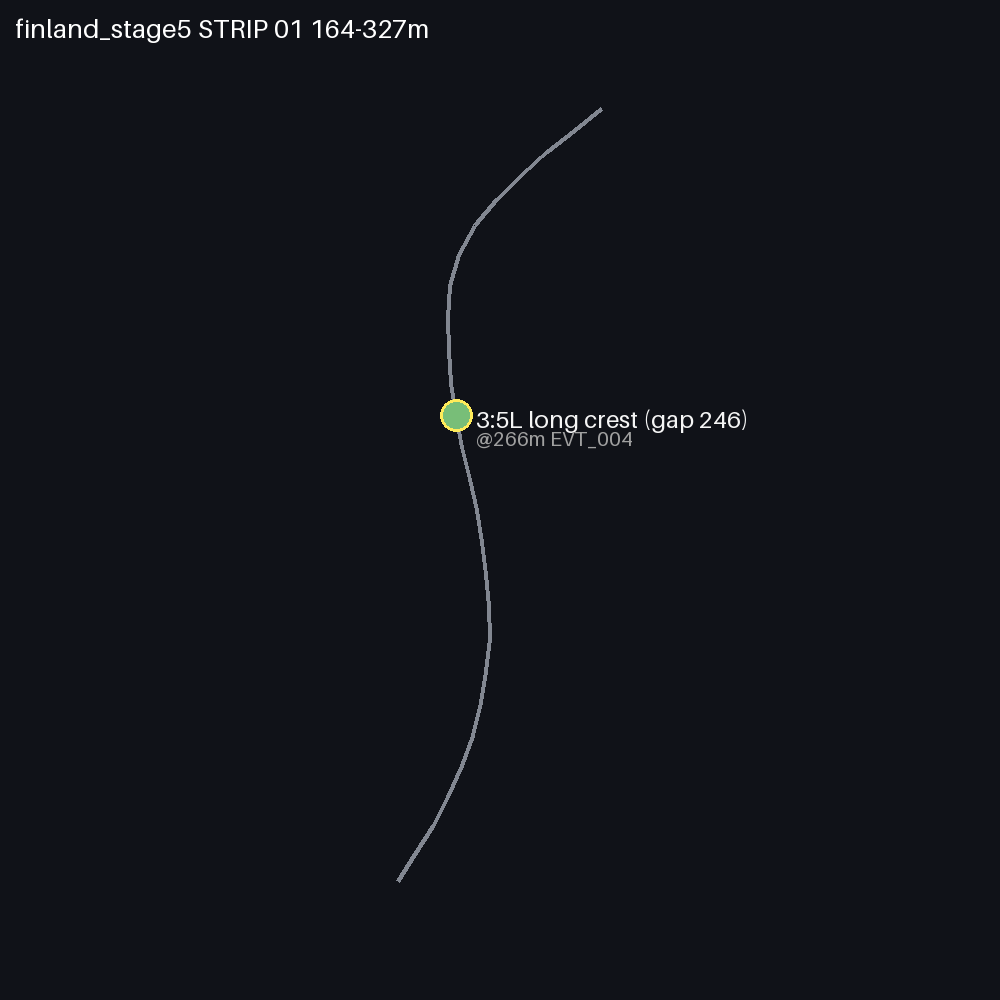 finland_stage5 STRIP 01 164-327m
3:5L long crest (gap 246)
@266m EVT_004